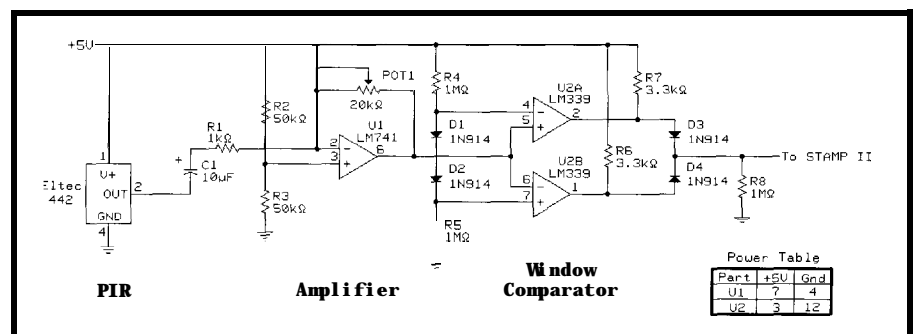 +5V
R4
1MΩ
R7
3.3kΩ
POT1
20kΩ
U2A
LM339
4
5
2
R2
50kΩ
R1
1kΩ
U1
LM741
2
3
6
D1
1N914
D3
1N914
+
C1
10µF
1
V+
OUT
2
GND
4
Eltec
442
R3
50kΩ
D2
1N914
R6
3.3kΩ
U2B
LM339
6
7
1
D4
1N914
To STAMP II
R8
1MΩ
R5
1MΩ
PIR
Amplifier
Window
Comparator
Power Table
Part +5V Gnd
U1 7 4
U2 3 12